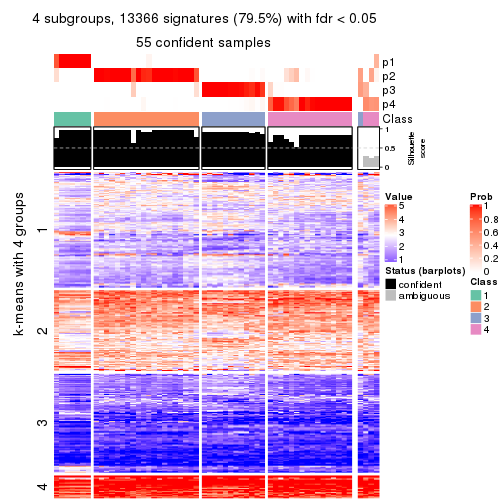 4 subgroups, 13366 signatures (79.5%) with fdr < 0.05
55 confident samples
p1
p2
p3
p4
Class
1
0.5
0
Silhouette
score
k-means with 4 groups
1
2
3
4
Value
5
4
3
2
1
Status (barplots)
confident
ambiguous
Prob
1
0.8
0.6
0.4
0.2
0
Class
1
2
3
4